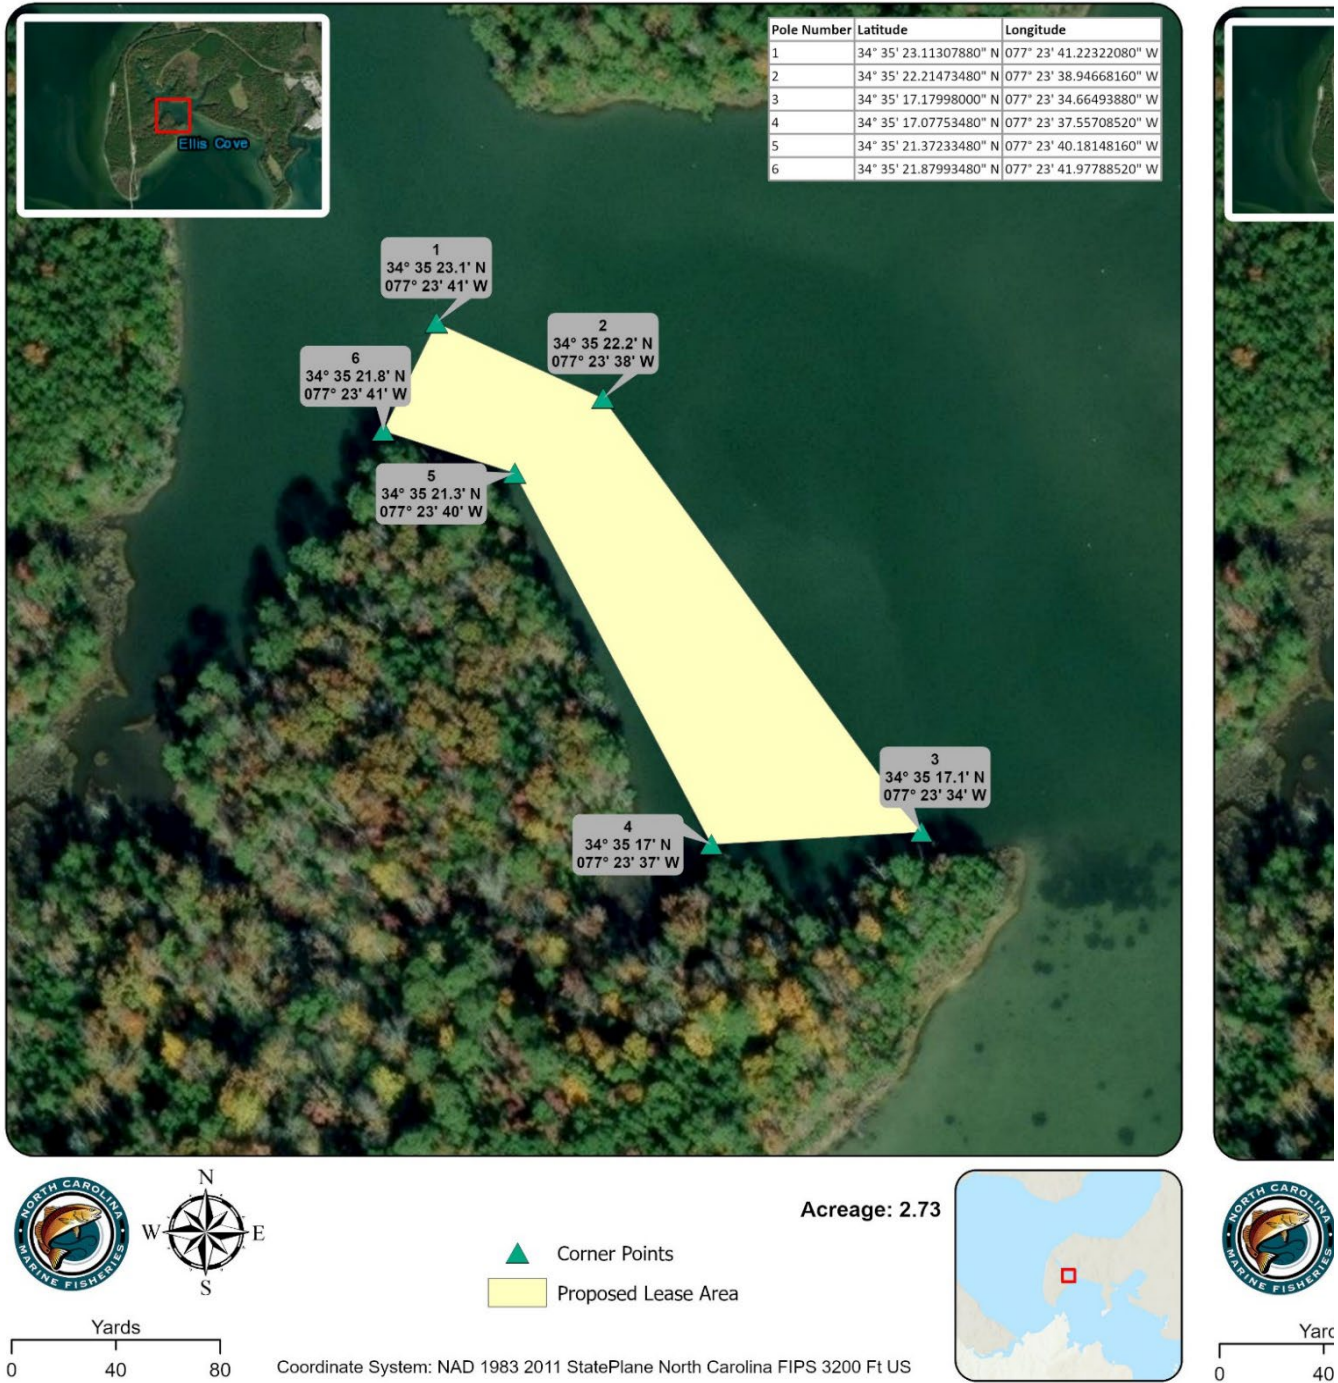 Ellis Cove
Pole Number Latitude Longitude
1 34° 35' 23.11307880" N 077° 23' 41.22322080" W
2 34° 35' 22.21473480" N 077° 23' 38.94668160" W
3 34° 35' 17.17998000" N 077° 23' 34.66493880" W
4 34° 35' 17.07753480" N 077° 23' 37.55708520" W
5 34° 35' 21.37233480" N 077° 23' 40.18148160" W
6 34° 35' 21.87993480" N 077° 23' 41.97788520" W
1
34° 35 23.1' N
077° 23' 41' W
2
34° 35 22.2' N
077° 23' 38' W
6
34° 35 21.8' N
077° 23' 41' W
5
34° 35 21.3' N
077° 23' 40' W
3
34° 35 17.1' N
077° 23' 34' W
4
34° 35 17' N
077° 23' 37' W
NORTH CAROLINA
MARINE FISHERIES
N
W E
S
Acreage: 2.73
Corner Points
Proposed Lease Area
Yards
0 40 80
Coordinate System: NAD 1983 2011 StatePlane North Carolina FIPS 3200 Ft US
NORTH CAROLINA
MARINE FISHERIES
Yard
0 40